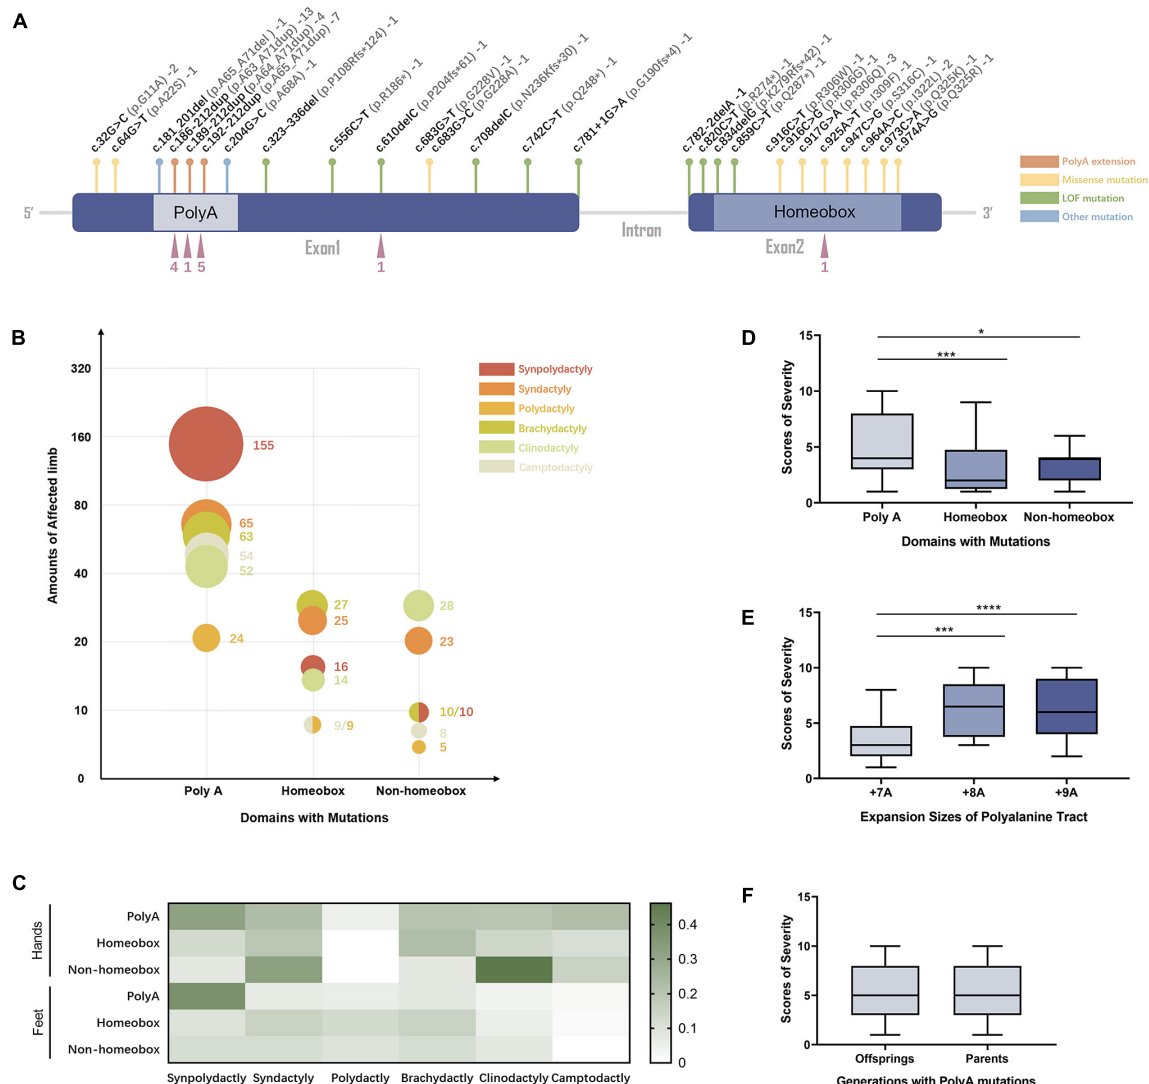 A
c.32G>C (p.G11A) -2
c.64G>T (p.A22S) -1
c.181_201del (p.A65_A71del ) -1
c.186-212dup (p.A63_A71dup) -13
c.189-212dup (p.A64_A71dup) -4
c.192-212dup (p.A65_A71dup) -7
c.204G>C (p.A68A) -1
c.323–336del (p.P108Rfs*124) -1
c.556C>T (p.R186*) -1
c.610delC (p.P204fs*61) -1
c.683G>T (p.G228V) -1
c.683G>C (p.G228A) -1
c.708delC (p.N236Kfs*30) -1
c.742C>T (p.Q248*) -1
c.781+1G>A (p.G190fs*4) -1
c.782-2delA -1
c.820C>T (p.R274*) -1
c.834delG (p.K279Rfs*42) -1
c.859C>T (p.Q287*) -1
c.916C>T (p.R306W) -1
c.916C>G (p.R306G) -1
c.917G>A (p.R306Q) -3
c.925A>T (p.I309F) -1
c.947C>G (p.S316C) -1
c.964A>C (p.I322L) -2
c.973C>A (p.Q325K) -1
c.974A>G (p.Q325R) -1
PolyA extension
Missense mutation
LOF mutation
Other mutation
5′ PolyA Homeobox 3′
Exon1 Intron Exon2
4 1 5 1 1
B
Amounts of Affected limb
320
160
80
40
20
10
0
155
65
63
54
52
24
27
25
16
14
9/9
28
23
10/10
8
5
Poly A Homeobox Non-homeobox
Domains with Mutations
Synpolydactyly
Syndactyly
Polydactyly
Brachydactyly
Clinodactyly
Camptodactyly
C
Hands
PolyA
Homeobox
Non-homeobox
Feet
PolyA
Homeobox
Non-homeobox
Synpolydactly Syndactyly Polydactly Brachydactly Clinodactyly Camptodactly
0.4
0.3
0.2
0.1
0
D
Scores of Severity
15
10
5
0
*
***
Poly A Homeobox Non-homeobox
Domains with Mutations
E
Scores of Severity
15
10
5
0
****
***
+7A +8A +9A
Expansion Sizes of Polyalanine Tract
F
Scores of Severity
15
10
5
0
Offsprings Parents
Generations with PolyA mutations